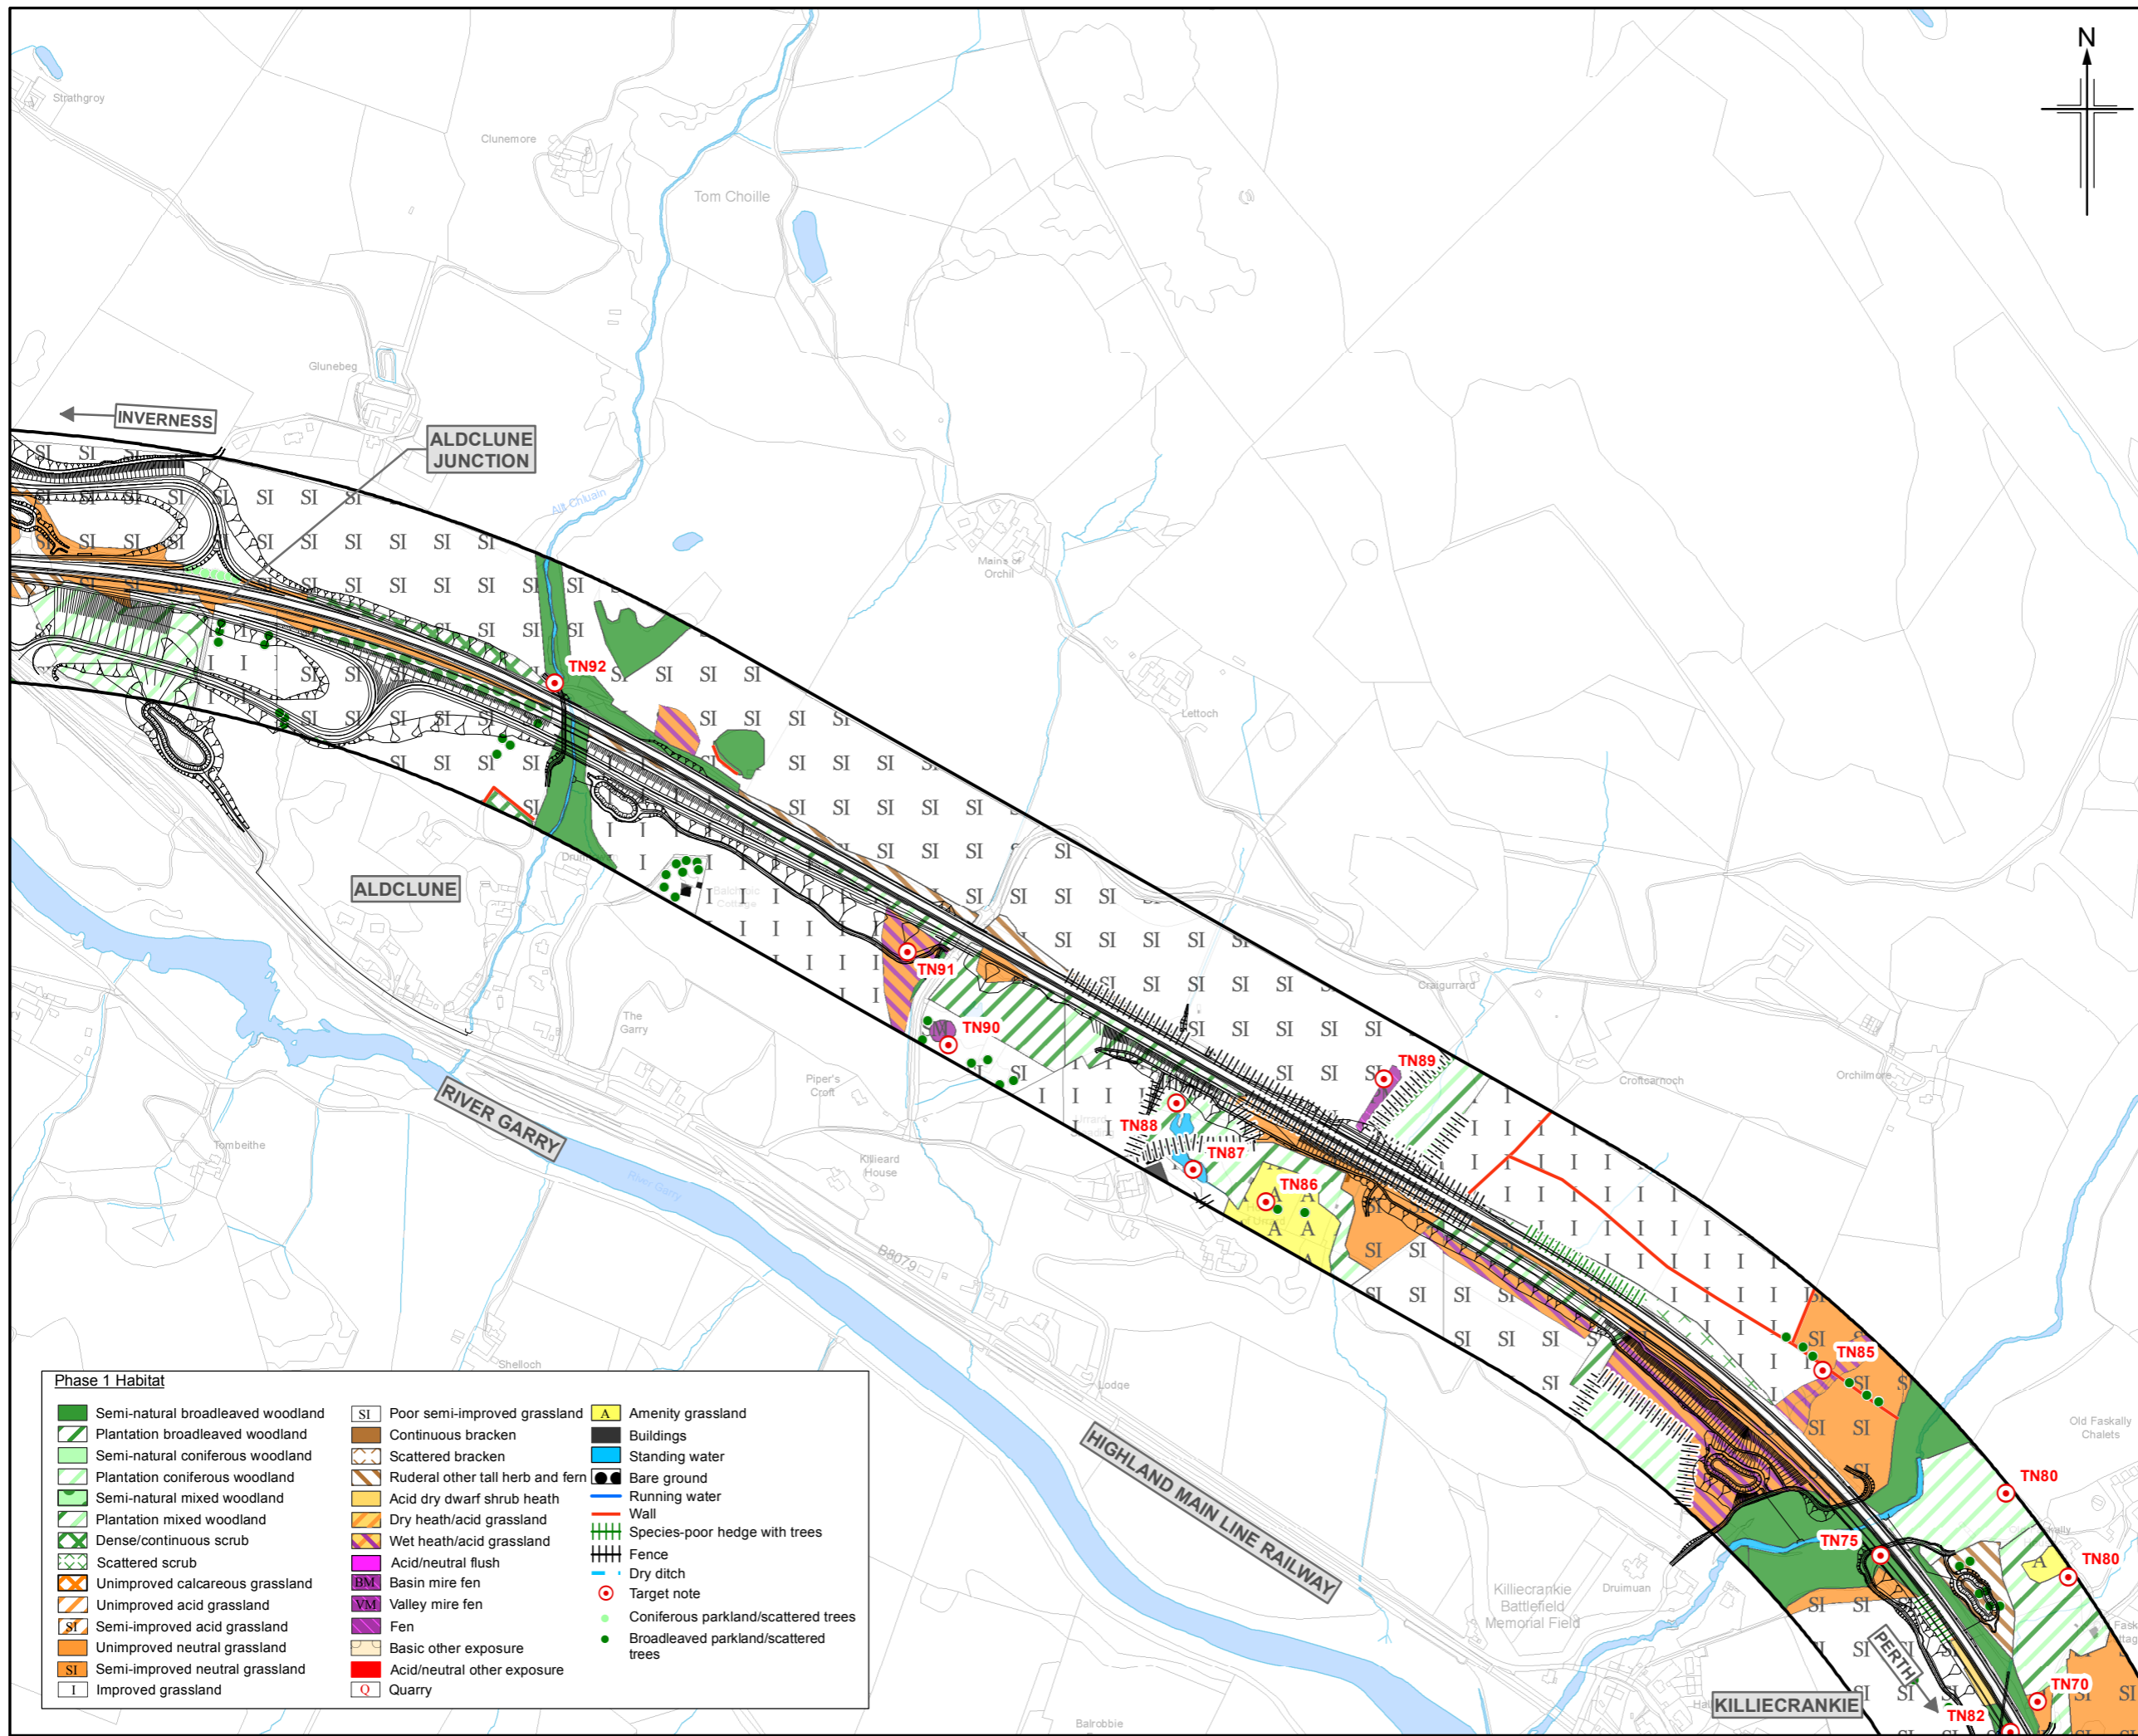 N
Strathgroy
Clunemore
Tom Choille
Glunebeg
INVERNESS
ALDCLUNE
JUNCTION
Allt Chluain
Mains of
Orchil
TN92
Lettoch
ALDCLUNE
Balchroic
Cottage
TN91
TN90
Craigurrard
TN89
Croftcarnoch
Orchilmore
The
Garry
Piper's
Croft
RIVER GARRY
Tombeithe
Killieard
House
River Garry
TN88
TN87
TN86
B8079
Shelloch
Lodge
TN85
Old Faskally
Chalets
HIGHLAND MAIN LINE RAILWAY
TN80
TN75
TN80
Killiecrankie
Battlefield
Memorial Field
Druimuan
PERTH
TN70
KILLIECRANKIE
TN82
Balrobbie
Phase 1 Habitat
Semi-natural broadleaved woodland
Plantation broadleaved woodland
Semi-natural coniferous woodland
Plantation coniferous woodland
Semi-natural mixed woodland
Plantation mixed woodland
Dense/continuous scrub
Scattered scrub
Unimproved calcareous grassland
Unimproved acid grassland
SI Semi-improved acid grassland
Unimproved neutral grassland
SI Semi-improved neutral grassland
I Improved grassland
SI Poor semi-improved grassland
Continuous bracken
Scattered bracken
Ruderal other tall herb and fern
Acid dry dwarf shrub heath
Dry heath/acid grassland
Wet heath/acid grassland
Acid/neutral flush
BM Basin mire fen
VM Valley mire fen
Fen
Basic other exposure
Acid/neutral other exposure
Q Quarry
A Amenity grassland
Buildings
Standing water
Bare ground
Running water
Wall
Species-poor hedge with trees
Fence
Dry ditch
Target note
Coniferous parkland/scattered trees
Broadleaved parkland/scattered
trees